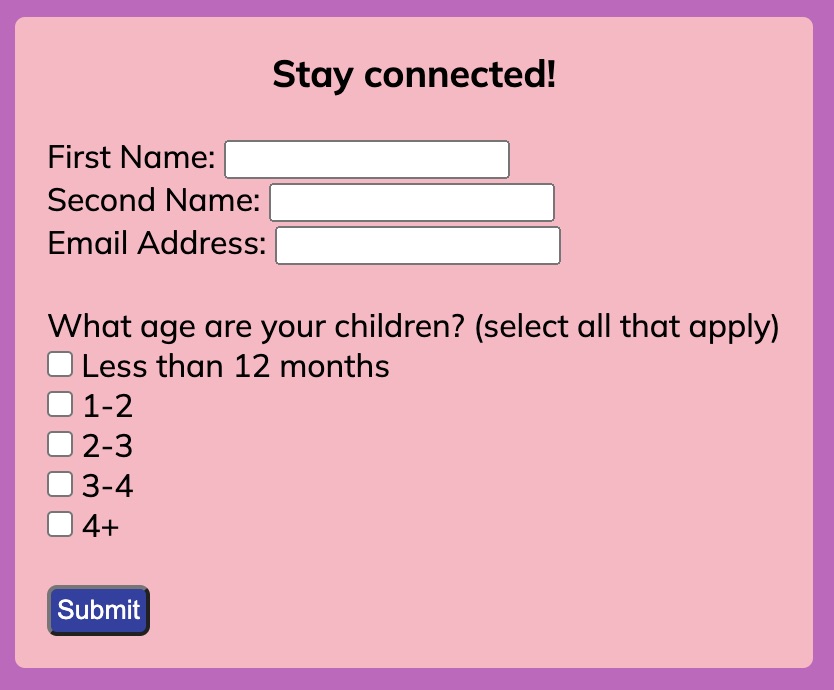 Stay connected!
First Name:
Second Name:
Email Address:
What age are your children? (select all that apply)
Less than 12 months
1-2
2-3
3-4
4+
Submit